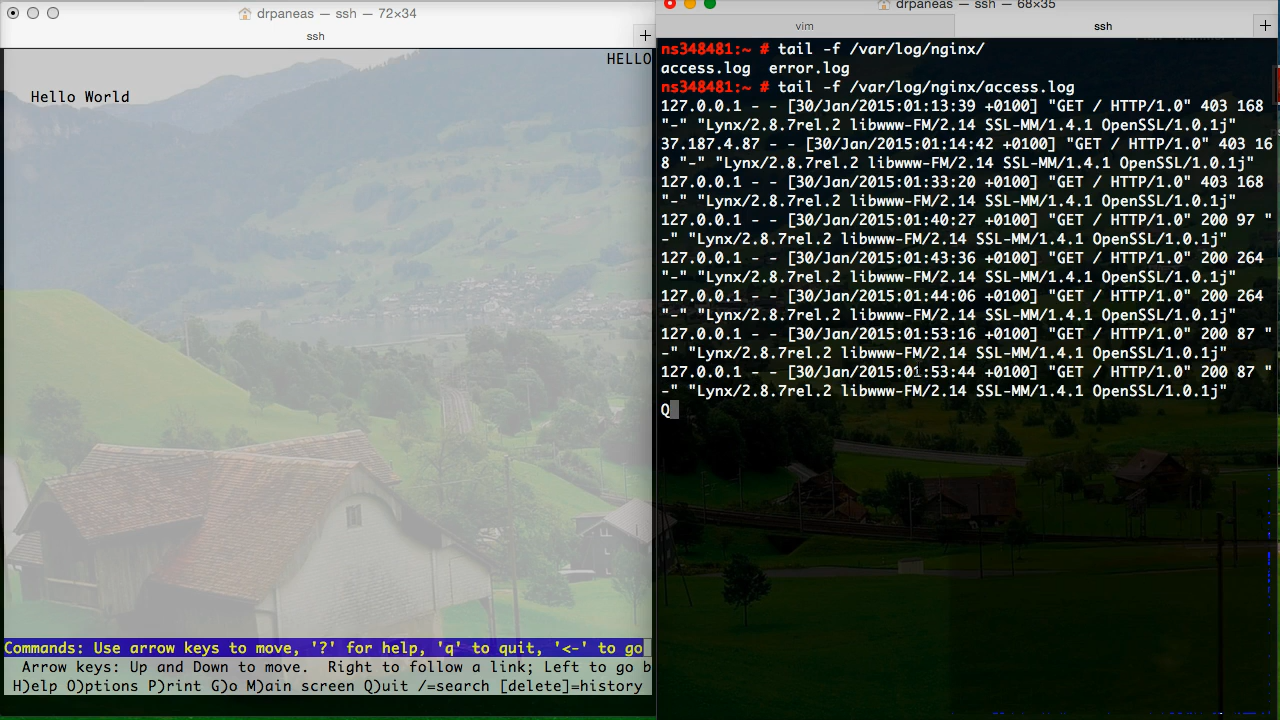 drpaneas — ssh — 72×34
ssh
+
HELLO
Hello World
Commands: Use arrow keys to move, '?' for help, 'q' to quit, '<-' to go
Arrow keys: Up and Down to move.  Right to follow a link; Left to go b
H)elp O)ptions P)rint G)o M)ain screen Q)uit /=search [delete]=history
drpaneas — ssh — 68×35
vim
ssh
+
ns348481:~ # tail -f /var/log/nginx/
access.log  error.log
ns348481:~ # tail -f /var/log/nginx/access.log
127.0.0.1 - - [30/Jan/2015:01:13:39 +0100] "GET / HTTP/1.0" 403 168
"-" "Lynx/2.8.7rel.2 libwww-FM/2.14 SSL-MM/1.4.1 OpenSSL/1.0.1j"
37.187.4.87 - - [30/Jan/2015:01:14:42 +0100] "GET / HTTP/1.0" 403 16
8 "-" "Lynx/2.8.7rel.2 libwww-FM/2.14 SSL-MM/1.4.1 OpenSSL/1.0.1j"
127.0.0.1 - - [30/Jan/2015:01:33:20 +0100] "GET / HTTP/1.0" 403 168
"-" "Lynx/2.8.7rel.2 libwww-FM/2.14 SSL-MM/1.4.1 OpenSSL/1.0.1j"
127.0.0.1 - - [30/Jan/2015:01:40:27 +0100] "GET / HTTP/1.0" 200 97 "
-" "Lynx/2.8.7rel.2 libwww-FM/2.14 SSL-MM/1.4.1 OpenSSL/1.0.1j"
127.0.0.1 - - [30/Jan/2015:01:43:36 +0100] "GET / HTTP/1.0" 200 264
"-" "Lynx/2.8.7rel.2 libwww-FM/2.14 SSL-MM/1.4.1 OpenSSL/1.0.1j"
127.0.0.1 - - [30/Jan/2015:01:44:06 +0100] "GET / HTTP/1.0" 200 264
"-" "Lynx/2.8.7rel.2 libwww-FM/2.14 SSL-MM/1.4.1 OpenSSL/1.0.1j"
127.0.0.1 - - [30/Jan/2015:01:53:16 +0100] "GET / HTTP/1.0" 200 87 "
-" "Lynx/2.8.7rel.2 libwww-FM/2.14 SSL-MM/1.4.1 OpenSSL/1.0.1j"
127.0.0.1 - - [30/Jan/2015:01:53:44 +0100] "GET / HTTP/1.0" 200 87 "
-" "Lynx/2.8.7rel.2 libwww-FM/2.14 SSL-MM/1.4.1 OpenSSL/1.0.1j"
Q